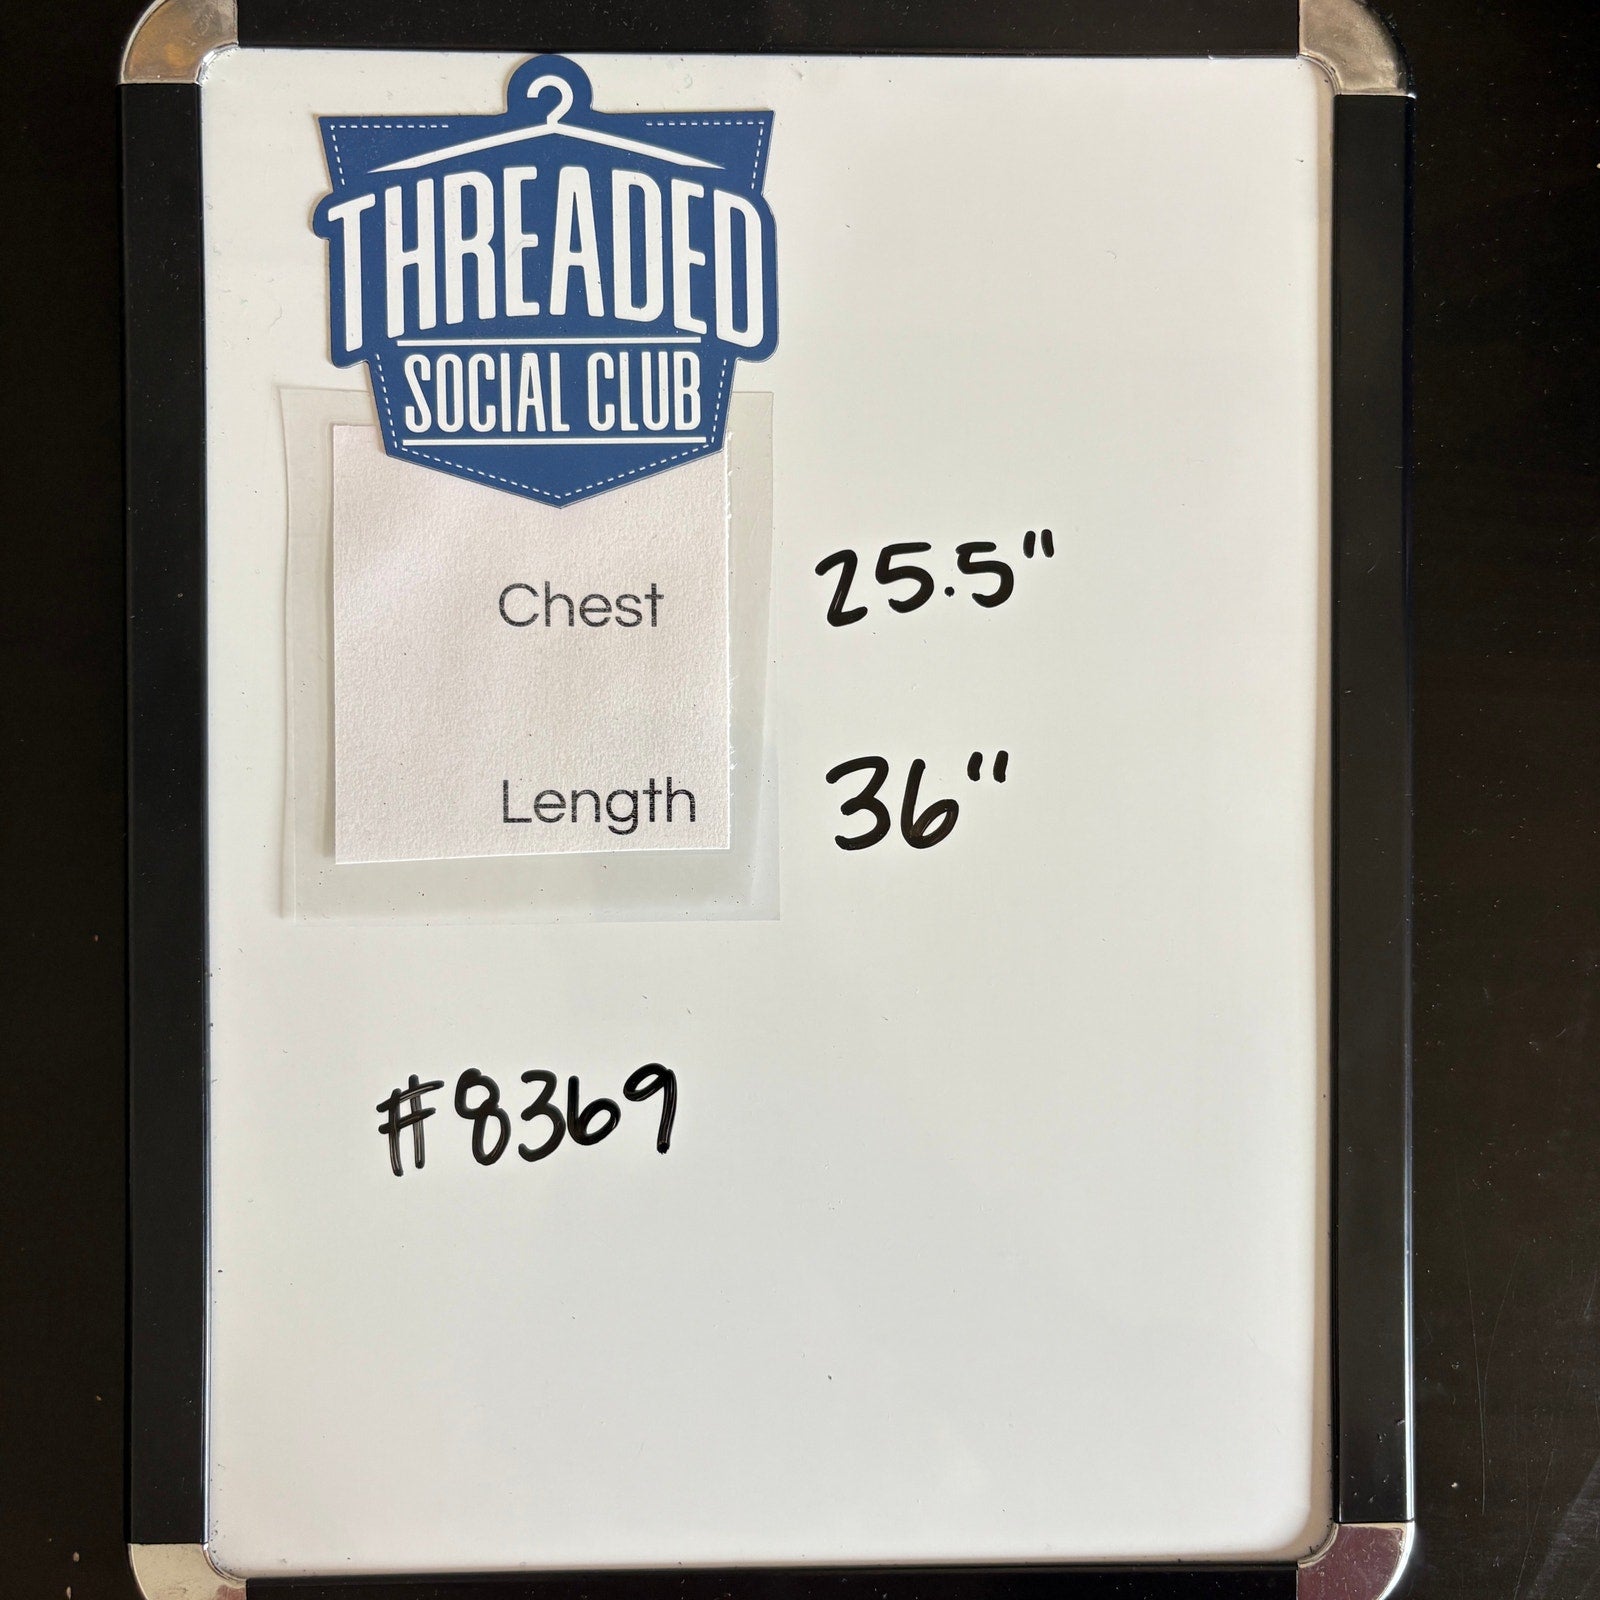 THREADED
SOCIAL CLUB
Chest 25.5"
Length 36"
#8369